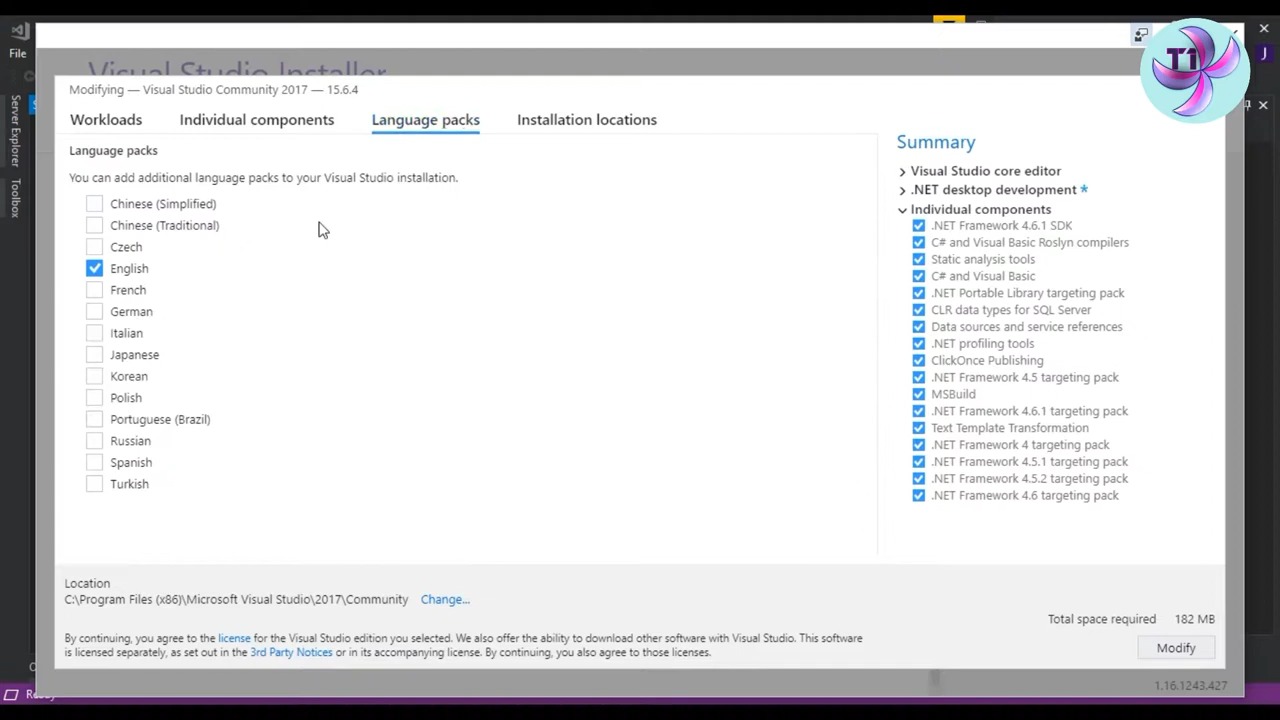 File
Visual Studio Installer
T1
J
Modifying — Visual Studio Community 2017 — 15.6.4
Workloads
Individual components
Language packs
Installation locations
Server Explorer
Toolbox
Language packs
You can add additional language packs to your Visual Studio installation.
Chinese (Simplified)
Chinese (Traditional)
Czech
English
French
German
Italian
Japanese
Korean
Polish
Portuguese (Brazil)
Russian
Spanish
Turkish
Summary
Visual Studio core editor
.NET desktop development *
Individual components
.NET Framework 4.6.1 SDK
C# and Visual Basic Roslyn compilers
Static analysis tools
C# and Visual Basic
.NET Portable Library targeting pack
CLR data types for SQL Server
Data sources and service references
.NET profiling tools
ClickOnce Publishing
.NET Framework 4.5 targeting pack
MSBuild
.NET Framework 4.6.1 targeting pack
Text Template Transformation
.NET Framework 4 targeting pack
.NET Framework 4.5.1 targeting pack
.NET Framework 4.5.2 targeting pack
.NET Framework 4.6 targeting pack
Location
C:\Program Files (x86)\Microsoft Visual Studio\2017\Community Change...
Total space required 182 MB
By continuing, you agree to the license for the Visual Studio edition you selected. We also offer the ability to download other software with Visual Studio. This software
is licensed separately, as set out in the 3rd Party Notices or in its accompanying license. By continuing, you also agree to those licenses.
Modify
1.16.1243.427